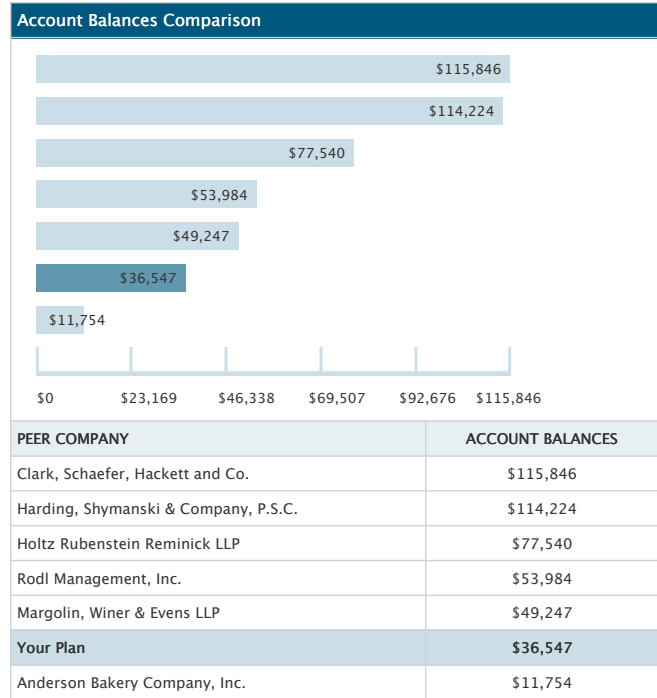 Account Balances Comparison
$115,846
$114,224
$77,540
$53,984
$49,247
$36,547
$11,754
$0 $23,169 $46,338 $69,507 $92,676 $115,846
PEER COMPANY ACCOUNT BALANCES
Clark, Schaefer, Hackett and Co. $115,846
Harding, Shymanski & Company, P.S.C. $114,224
Holtz Rubenstein Reminick LLP $77,540
Rodl Management, Inc. $53,984
Margolin, Winer & Evens LLP $49,247
Your Plan $36,547
Anderson Bakery Company, Inc. $11,754